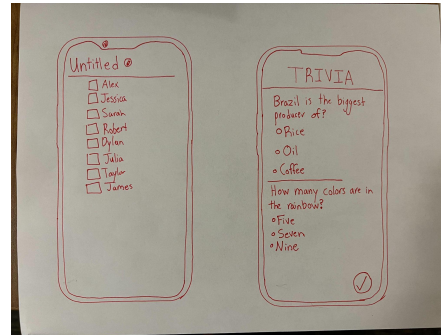 Untitled
Alex
Jessica
Sarah
Robert
Dylan
Julia
Taylor
James
TRIVIA
Brazil is the biggest
producer of?
Rice
Oil
Coffee
How many colors are in
the rainbow?
Five
Seven
Nine